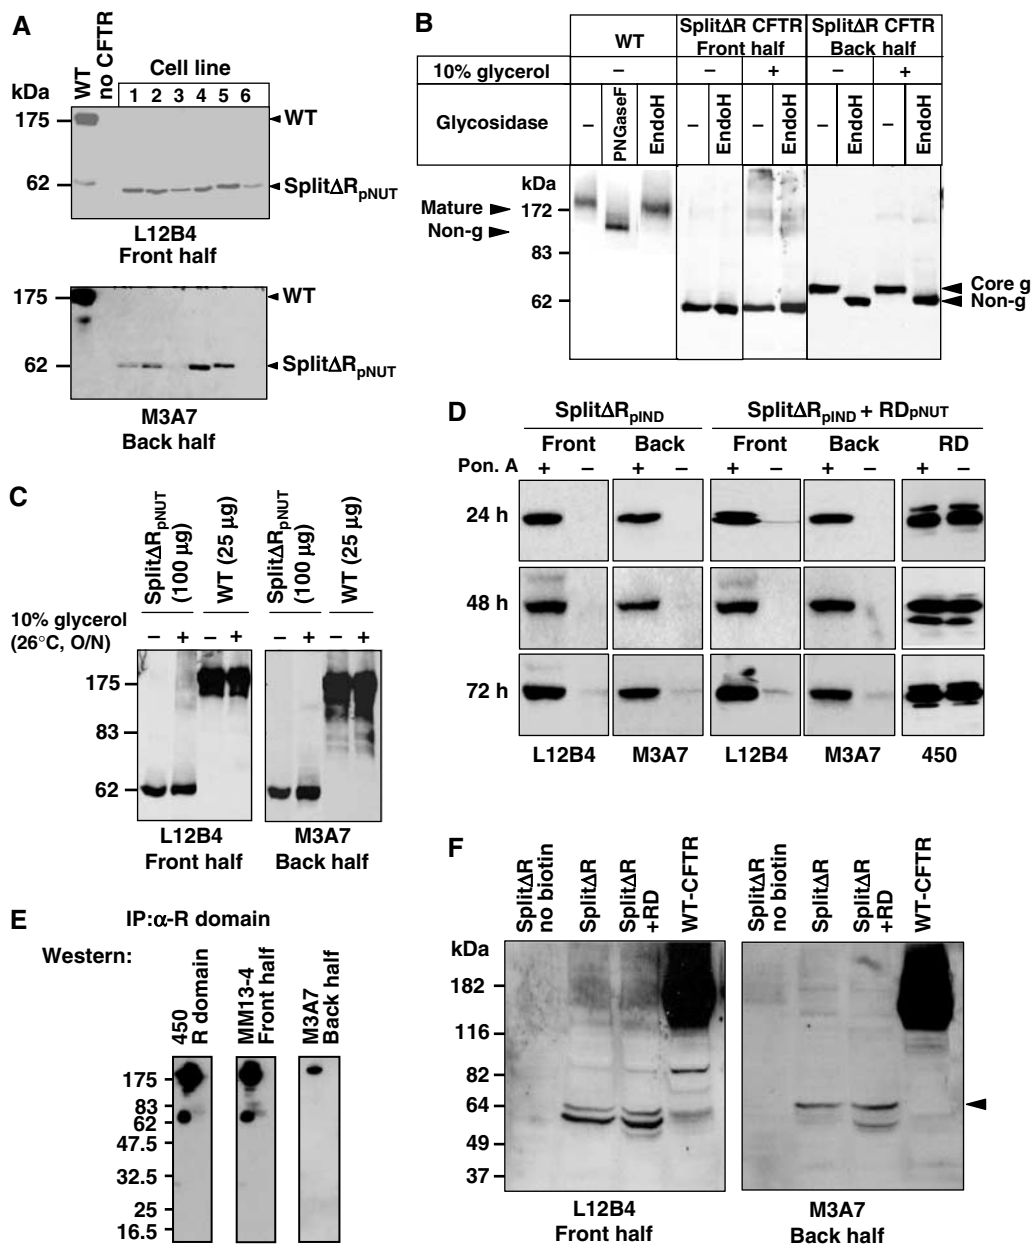 A
WT
no CFTR
Cell line
kDa
1 2 3 4 5 6
175
WT
62
SplitΔRpNUT
L12B4
Front half
175
WT
62
SplitΔRpNUT
M3A7
Back half
B
WT
SplitΔR CFTR
Front half
SplitΔR CFTR
Back half
10% glycerol
– – + – +
Glycosidase
– PNGaseF EndoH – EndoH – EndoH – EndoH – EndoH
kDa
Mature
172
Non-g
83
62
Core g
Non-g
C
SplitΔRpNUT
(100 µg)
WT (25 µg)
SplitΔRpNUT
(100 µg)
WT (25 µg)
10% glycerol
(26°C, O/N)
– + – + – + – +
175
83
62
L12B4
Front half
M3A7
Back half
D
SplitΔRpIND
SplitΔRpIND + RDpNUT
Front Back Front Back RD
Pon. A + – + – + – + – + –
24 h
48 h
72 h
L12B4 M3A7 L12B4 M3A7 450
E
IP:α-R domain
Western:
450
R domain
MM13-4
Front half
M3A7
Back half
175
83
62
47.5
32.5
25
16.5
F
SplitΔR
no biotin
SplitΔR
SplitΔR
+RD
WT-CFTR
SplitΔR
no biotin
SplitΔR
SplitΔR
+RD
WT-CFTR
kDa
182
116
82
64
49
37
L12B4
Front half
M3A7
Back half